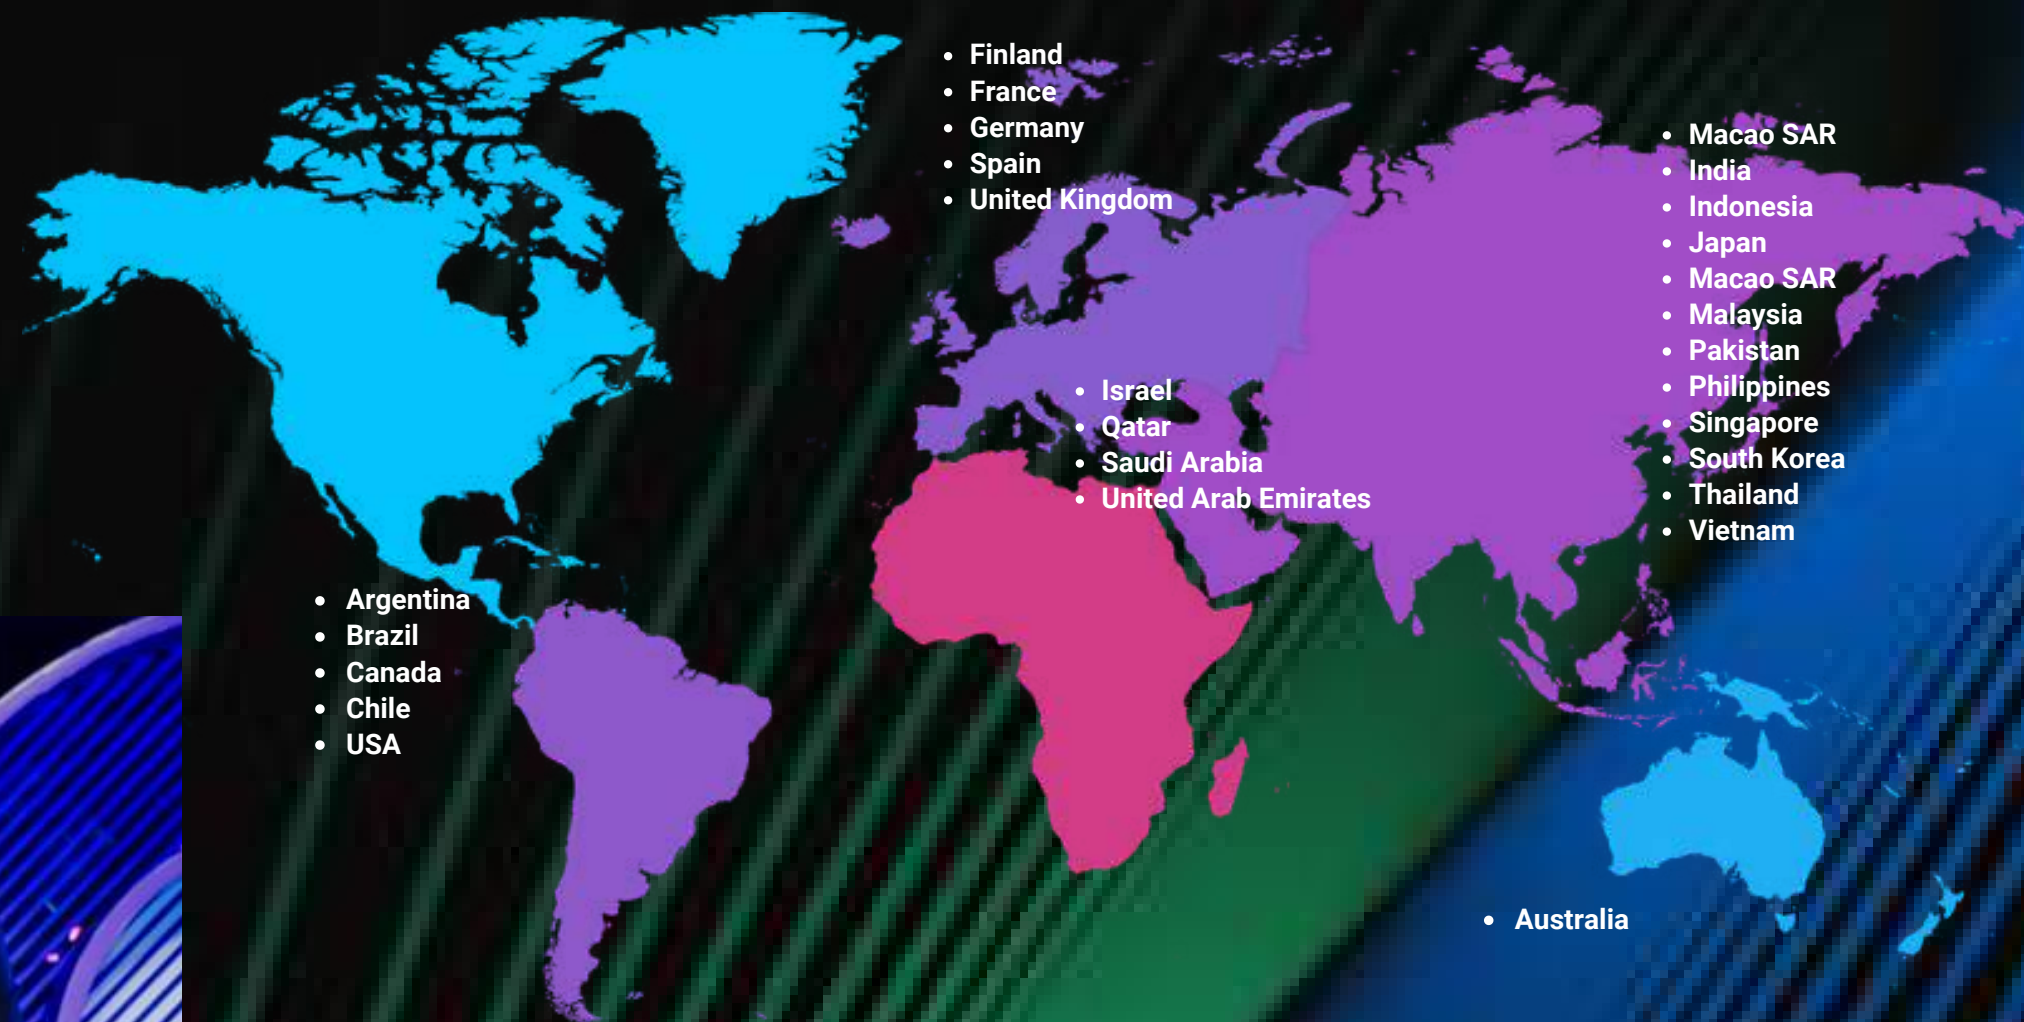 • Finland
• France
• Germany
• Spain
• United Kingdom
• Macao SAR
• India
• Indonesia
• Japan
• Macao SAR
• Malaysia
• Pakistan
• Philippines
• Singapore
• South Korea
• Thailand
• Vietnam
• Israel
• Qatar
• Saudi Arabia
• United Arab Emirates
• Argentina
• Brazil
• Canada
• Chile
• USA
• Australia